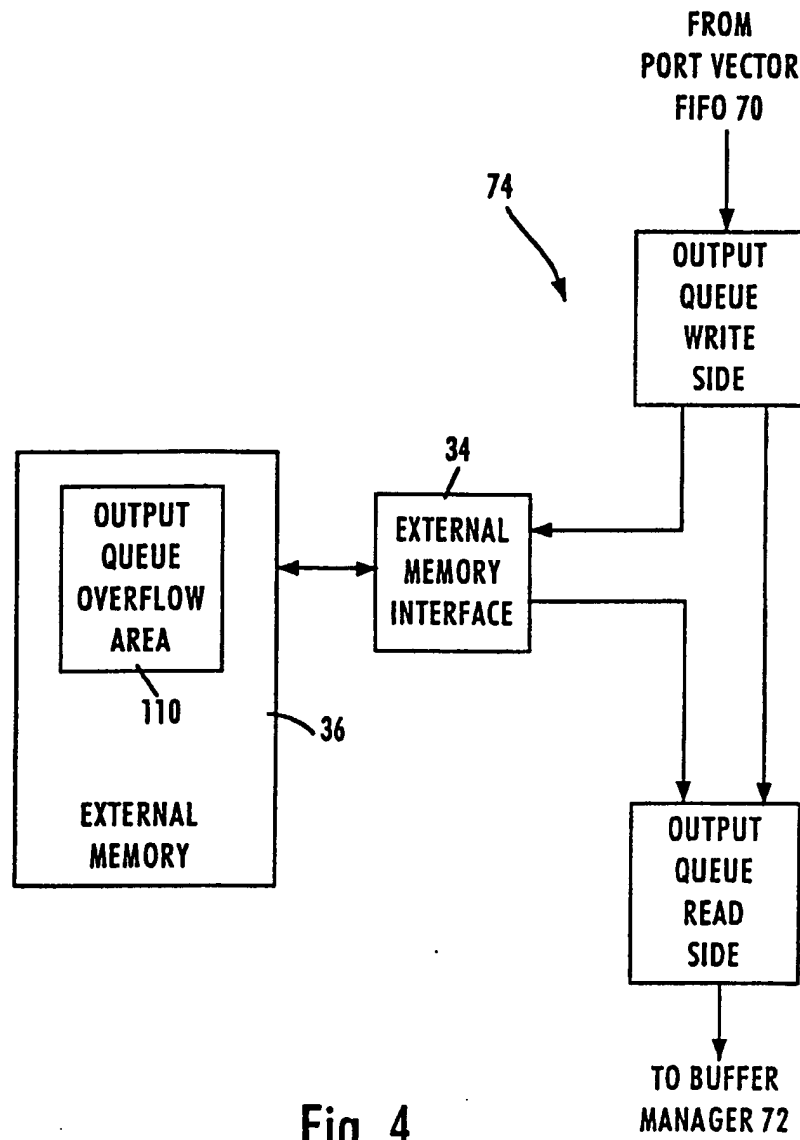 FROM
PORT VECTOR
FIFO 70
74
OUTPUT
QUEUE
WRITE
SIDE
34
EXTERNAL
MEMORY
INTERFACE
OUTPUT
QUEUE
OVERFLOW
AREA
110
36
EXTERNAL
MEMORY
OUTPUT
QUEUE
READ
SIDE
TO BUFFER
MANAGER 72
Fig. 4